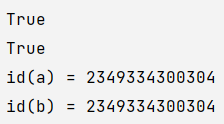 True
True
id(a) = 2349334300304
id(b) = 2349334300304